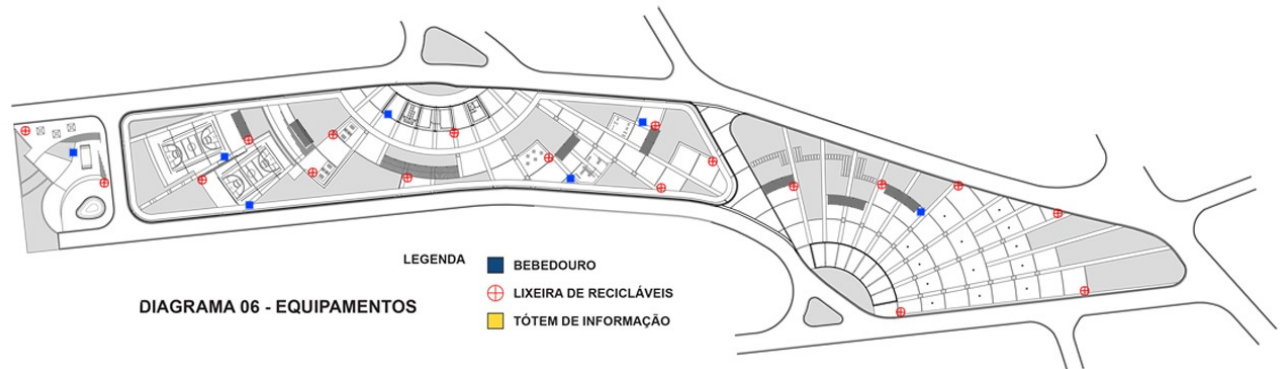 LEGENDA
BEBEDOURO
LIXEIRA DE RECICLÁVEIS
DIAGRAMA 06 - EQUIPAMENTOS
TÓTEM DE INFORMAÇÃO